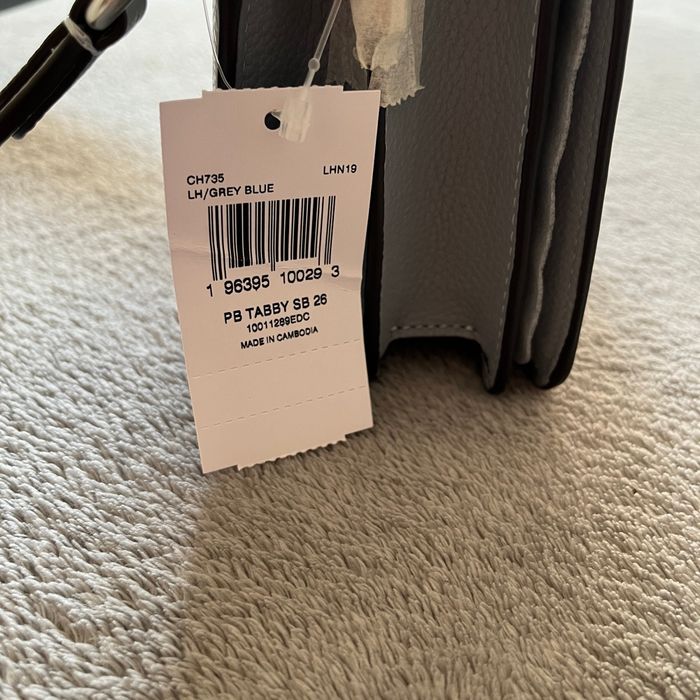 CH735 LHN19
LH/GREY BLUE
1 96395 10029 3
PB TABBY SB 26
10011289EDC
MADE IN CAMBODIA